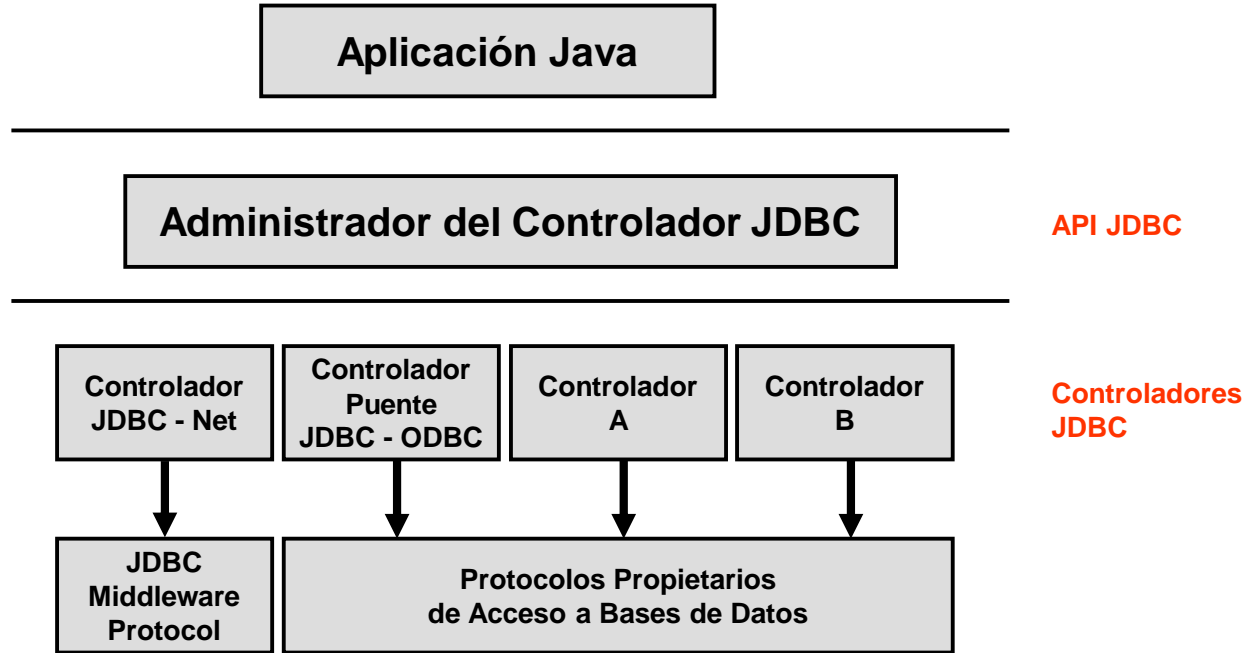 Aplicación Java
Administrador del Controlador JDBC
API JDBC
Controlador
JDBC - Net
Controlador
Puente
JDBC - ODBC
Controlador
A
Controlador
B
Controladores
JDBC
JDBC
Middleware
Protocol
Protocolos Propietarios
de Acceso a Bases de Datos